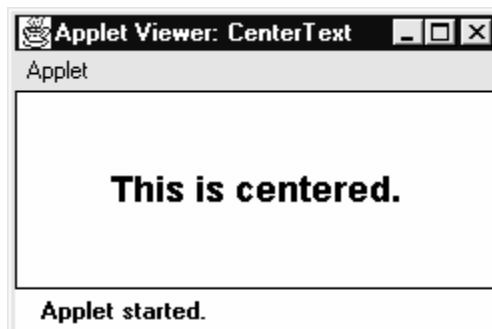 Applet Viewer: CenterText
Applet
This is centered.
Applet started.